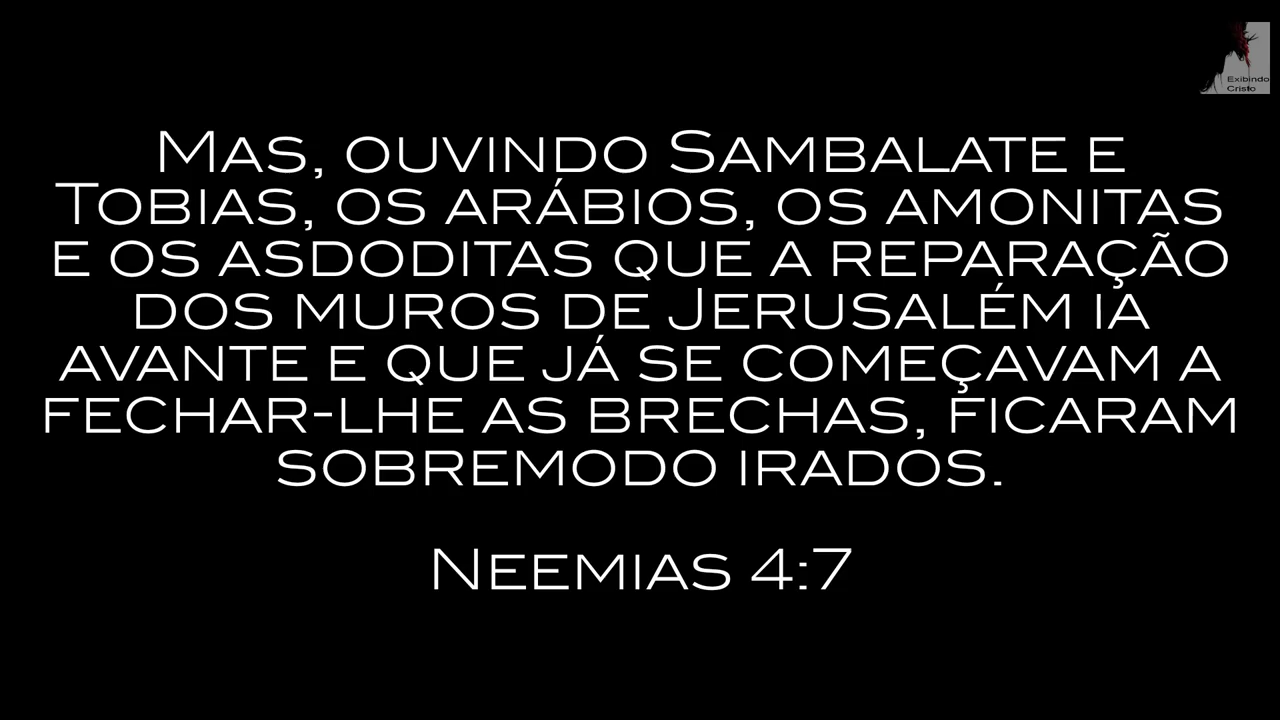 Exibindo
Cristo
Mas, ouvindo Sambalate e
Tobias, os arábios, os amonitas
e os asdoditas que a reparação
dos muros de Jerusalém ia
avante e que já se começavam a
fechar-lhe as brechas, ficaram
sobremodo irados.
Neemias 4:7